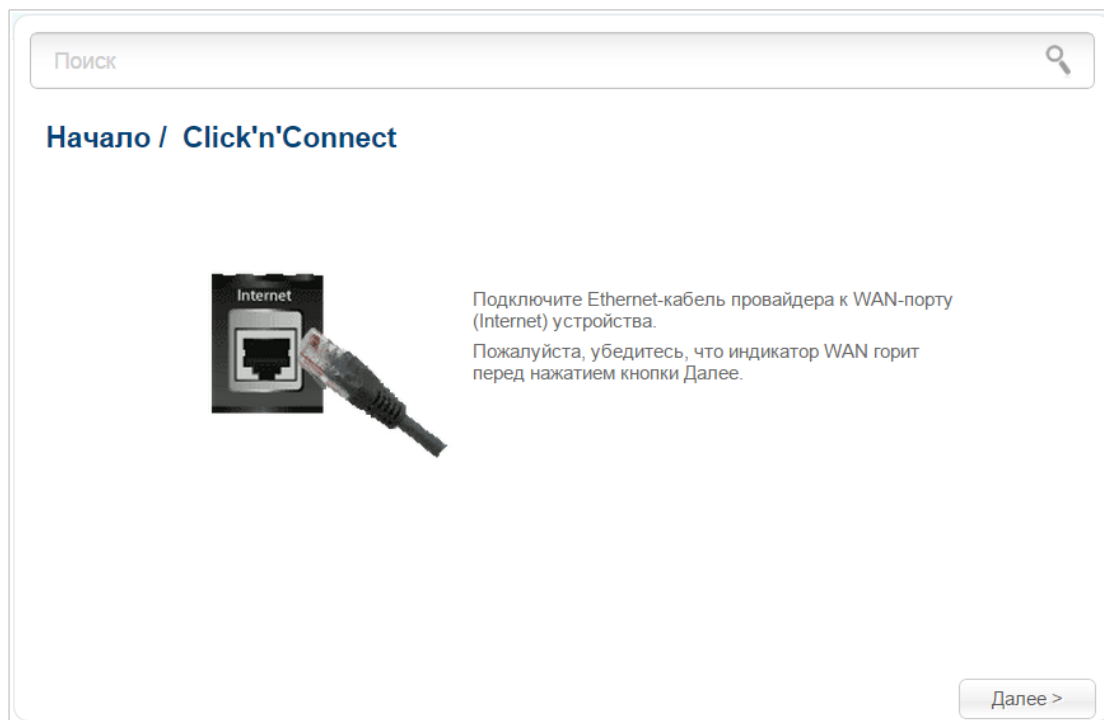 Поиск
Начало / Click'n'Connect
Internet
Подключите Ethernet-кабель провайдера к WAN-порту
(Internet) устройства.
Пожалуйста, убедитесь, что индикатор WAN горит
перед нажатием кнопки Далее.
Далее >